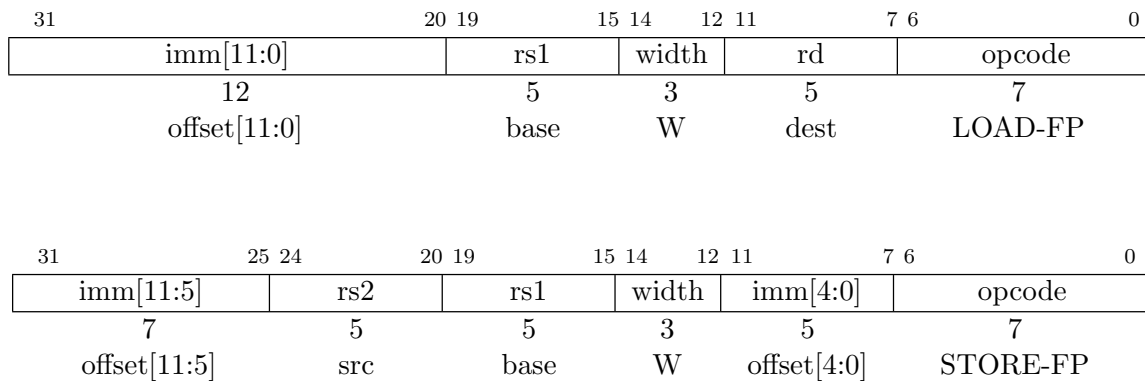 31 20 19 15 14 12 11 7 6 0
imm[11:0] rs1 width rd opcode
12 5 3 5 7
offset[11:0] base W dest LOAD-FP
31 25 24 20 19 15 14 12 11 7 6 0
imm[11:5] rs2 rs1 width imm[4:0] opcode
7 5 5 3 5 7
offset[11:5] src base W offset[4:0] STORE-FP